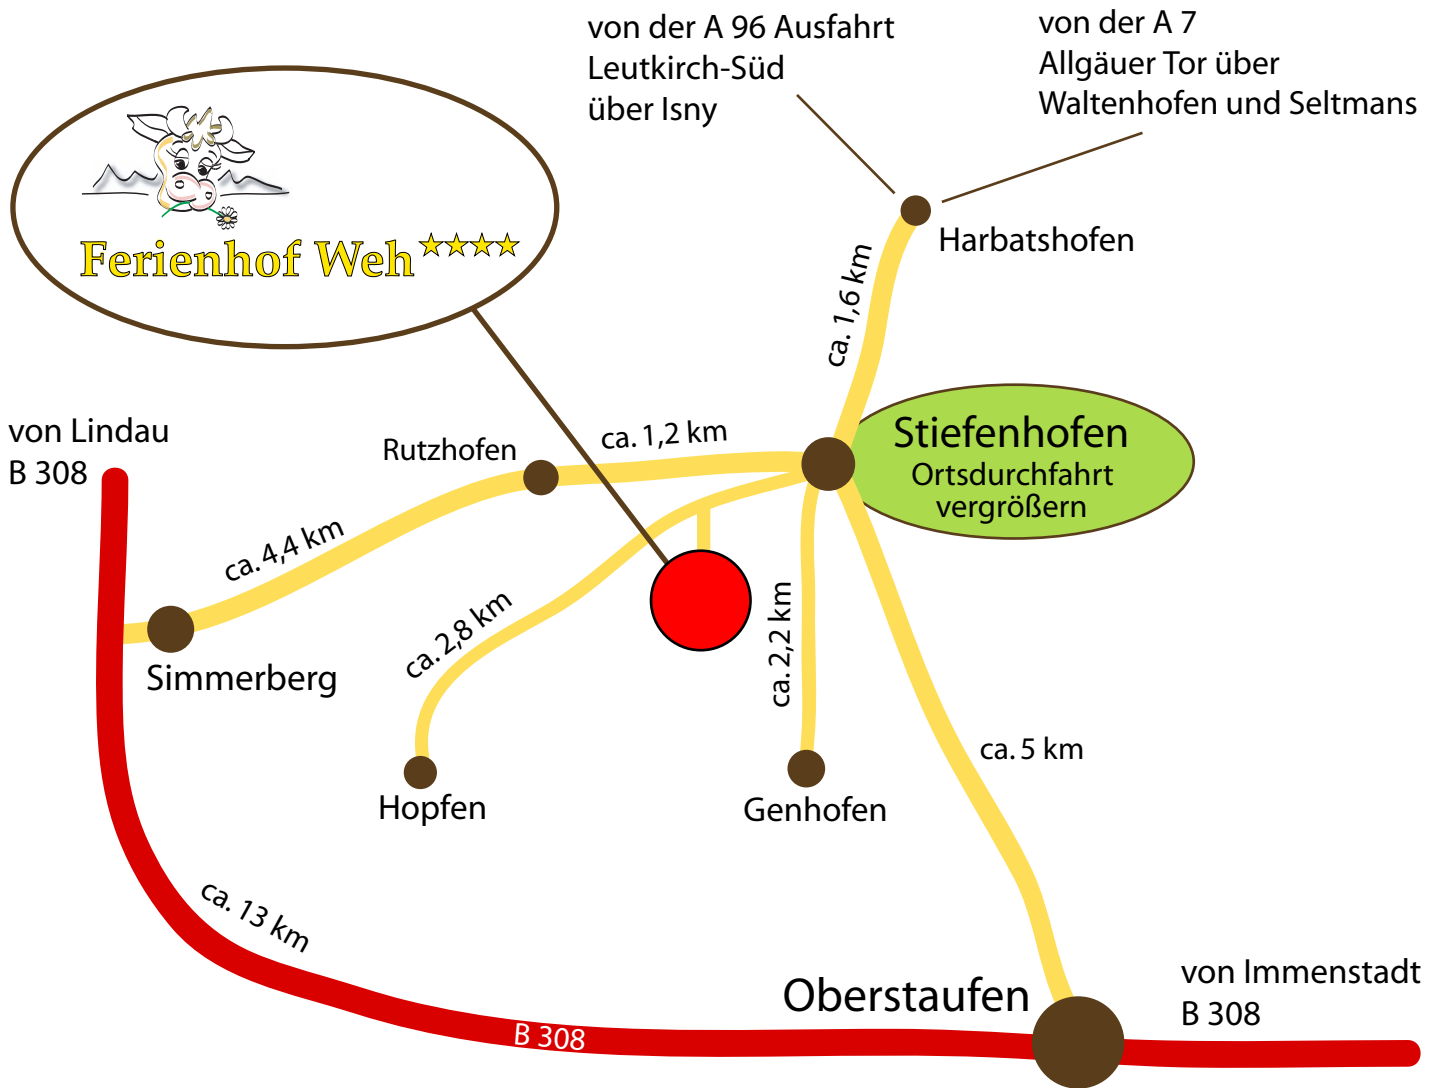 von der A 96 Ausfahrt
Leutkirch-Süd
über Isny
von der A 7
Allgäuer Tor über
Waltenhofen und Seltmans
Ferienhof Weh
Harbatshofen
ca. 1,6 km
von Lindau
B 308
Rutzhofen
ca. 1,2 km
Stiefenhofen
Ortsdurchfahrt
vergrößern
ca. 4,4 km
ca. 2,8 km
ca. 2,2 km
Simmerberg
ca. 5 km
Hopfen
Genhofen
ca. 13 km
Oberstaufen
von Immenstadt
B 308
B 308